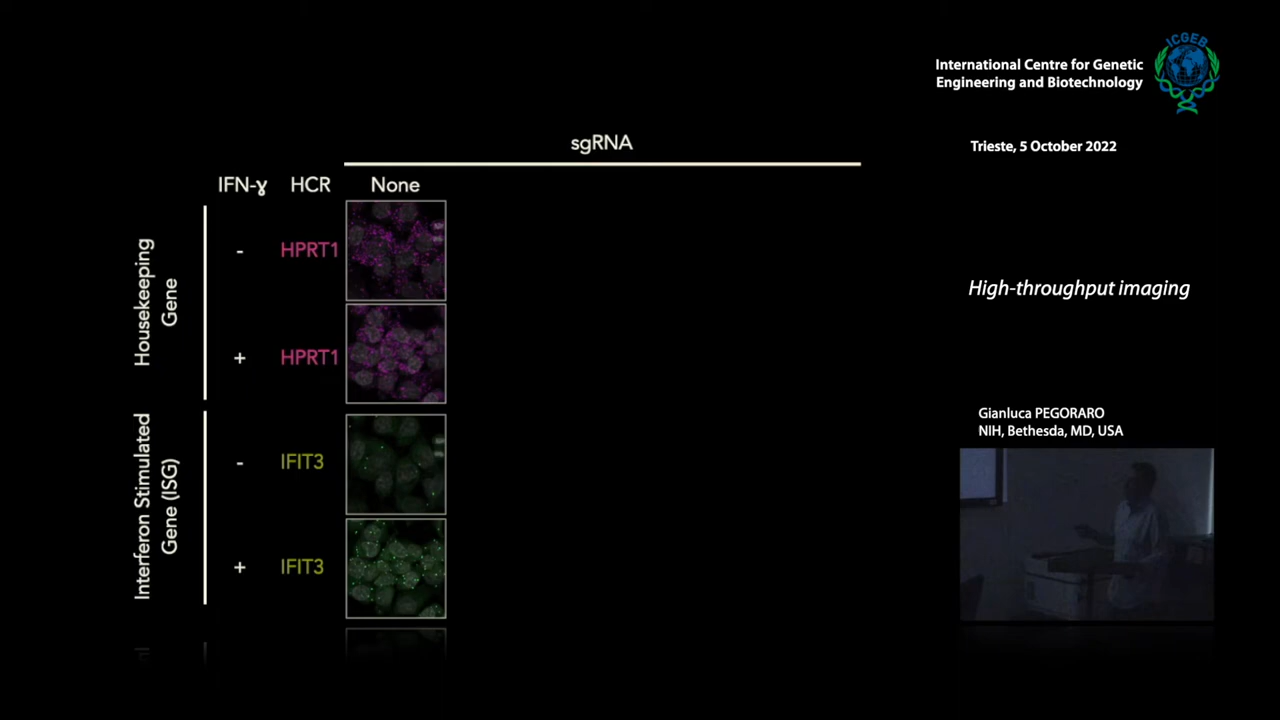 ICGEB
International Centre for Genetic
Engineering and Biotechnology
Trieste, 5 October 2022
sgRNA
IFN-ɣ HCR None
Housekeeping
Gene
- HPRT1
+ HPRT1
Interferon Stimulated
Gene (ISG)
- IFIT3
+ IFIT3
High-throughput imaging
Gianluca PEGORARO
NIH, Bethesda, MD, USA